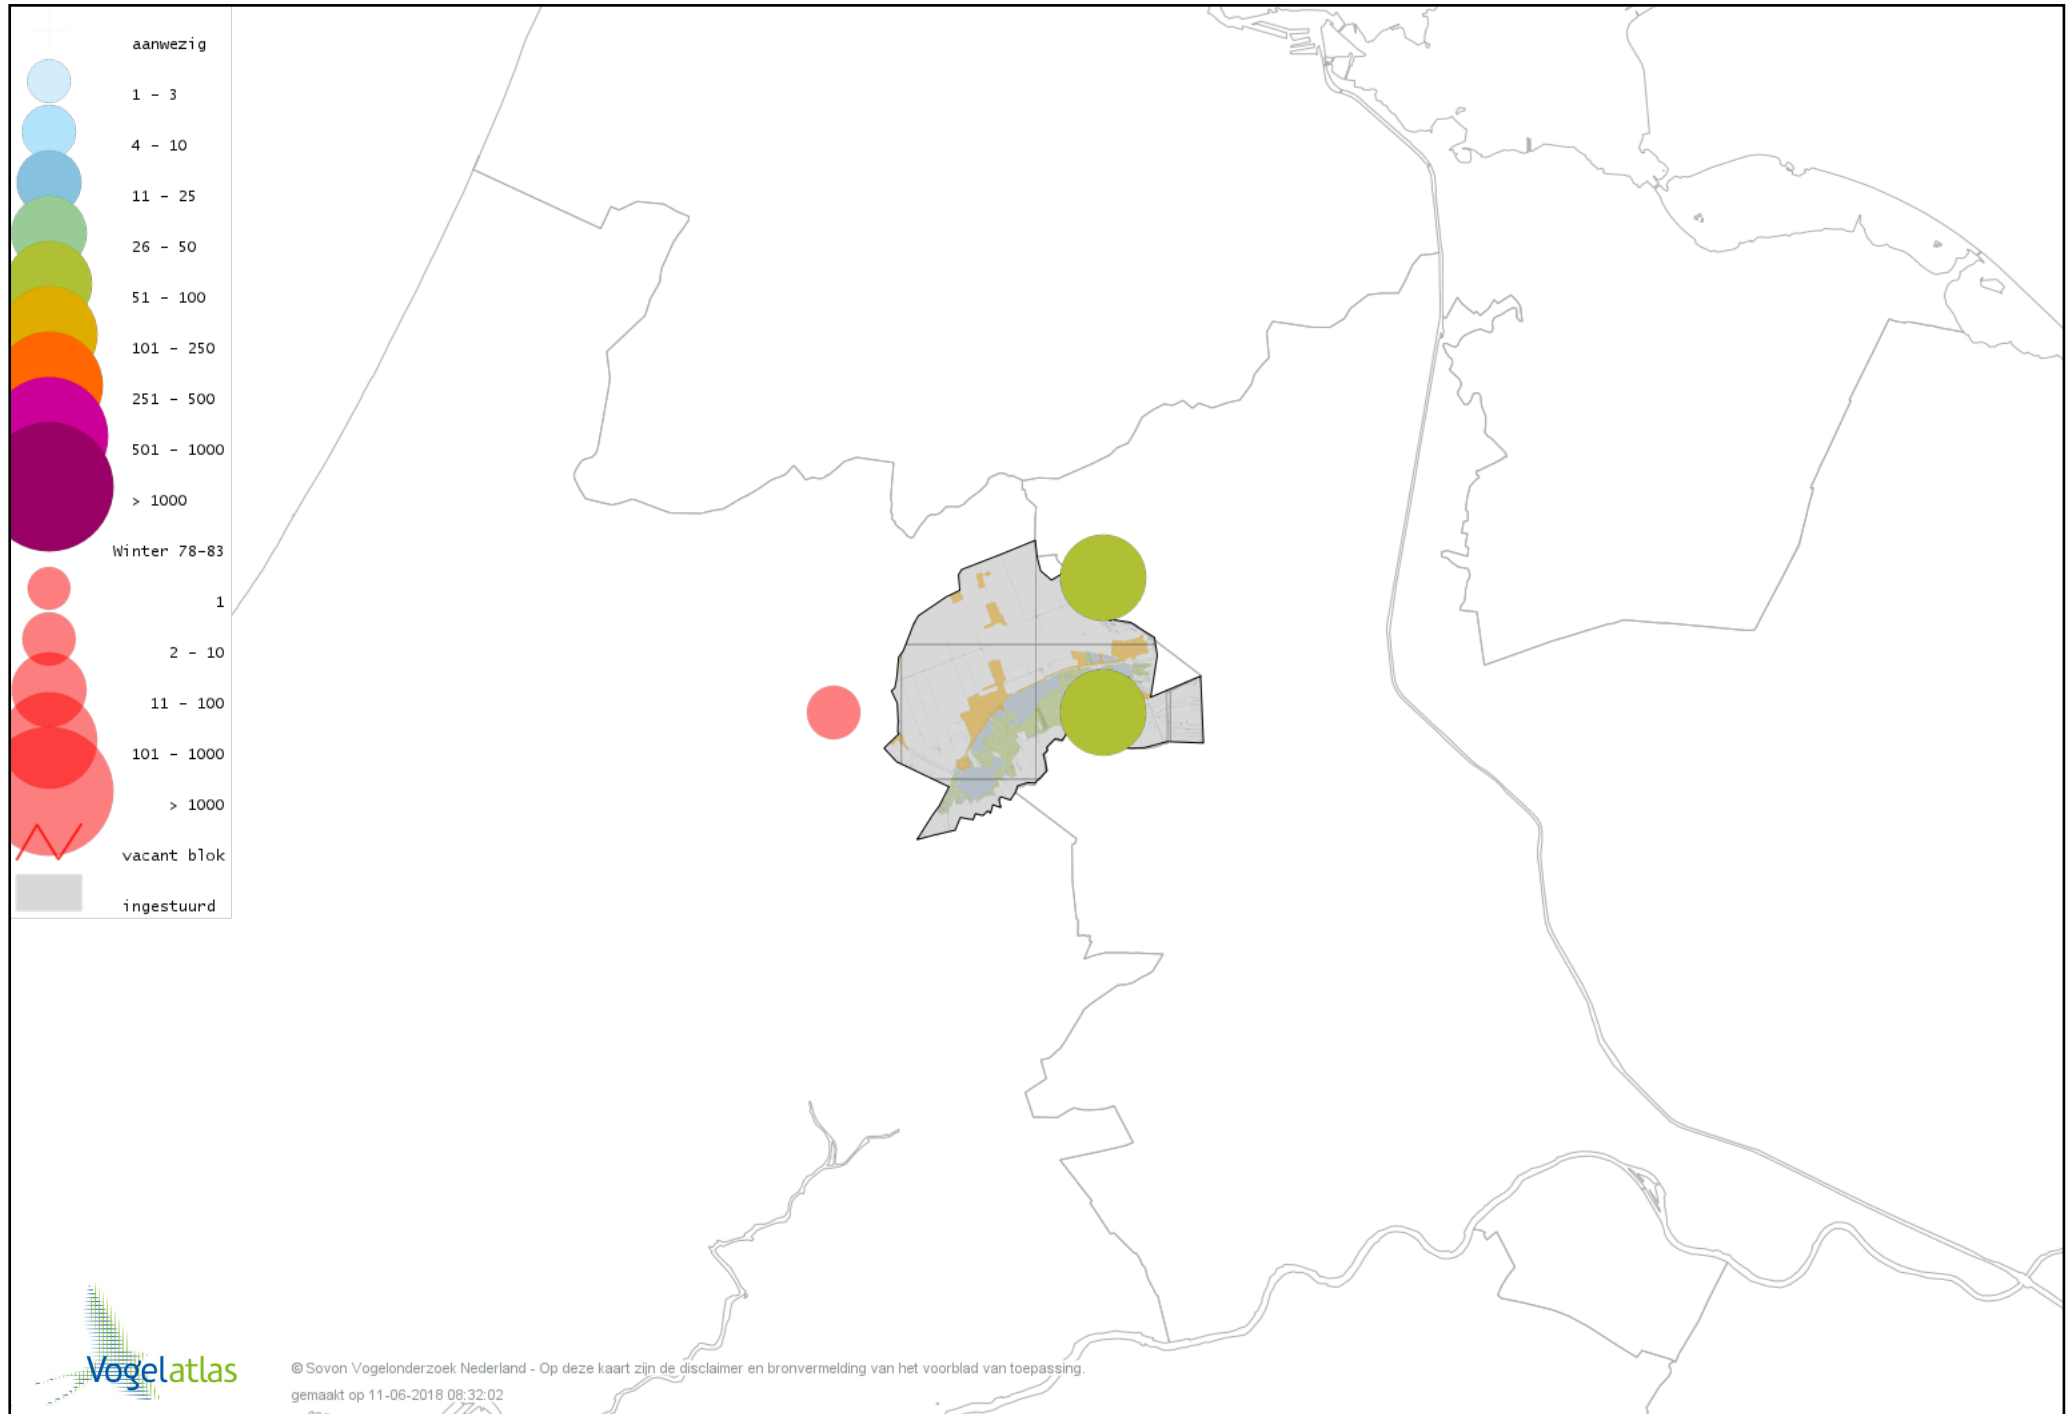 aanwezig
1 - 3
4 - 10
11 - 25
26 - 50
51 - 100
101 - 250
251 - 500
501 - 1000
> 1000
Winter 78-83
1
2 - 10
11 - 100
101 - 1000
> 1000
vacant blok
ingestuurd
Vogelatlas
© Sovon Vogelonderzoek Nederland - Op deze kaart zijn de disclaimer en bronvermelding van het voorblad van toepassing.
gemaakt op 11-06-2018 08:32:02